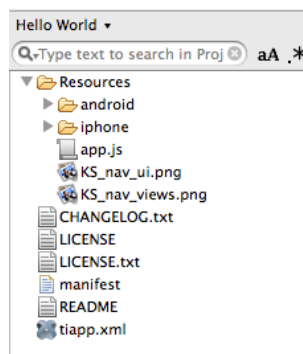 Hello World
Type text to search in Proj aA .*
Resources
android
iphone
app.js
KS_nav_ui.png
KS_nav_views.png
CHANGELOG.txt
LICENSE
LICENSE.txt
manifest
README
tiapp.xml